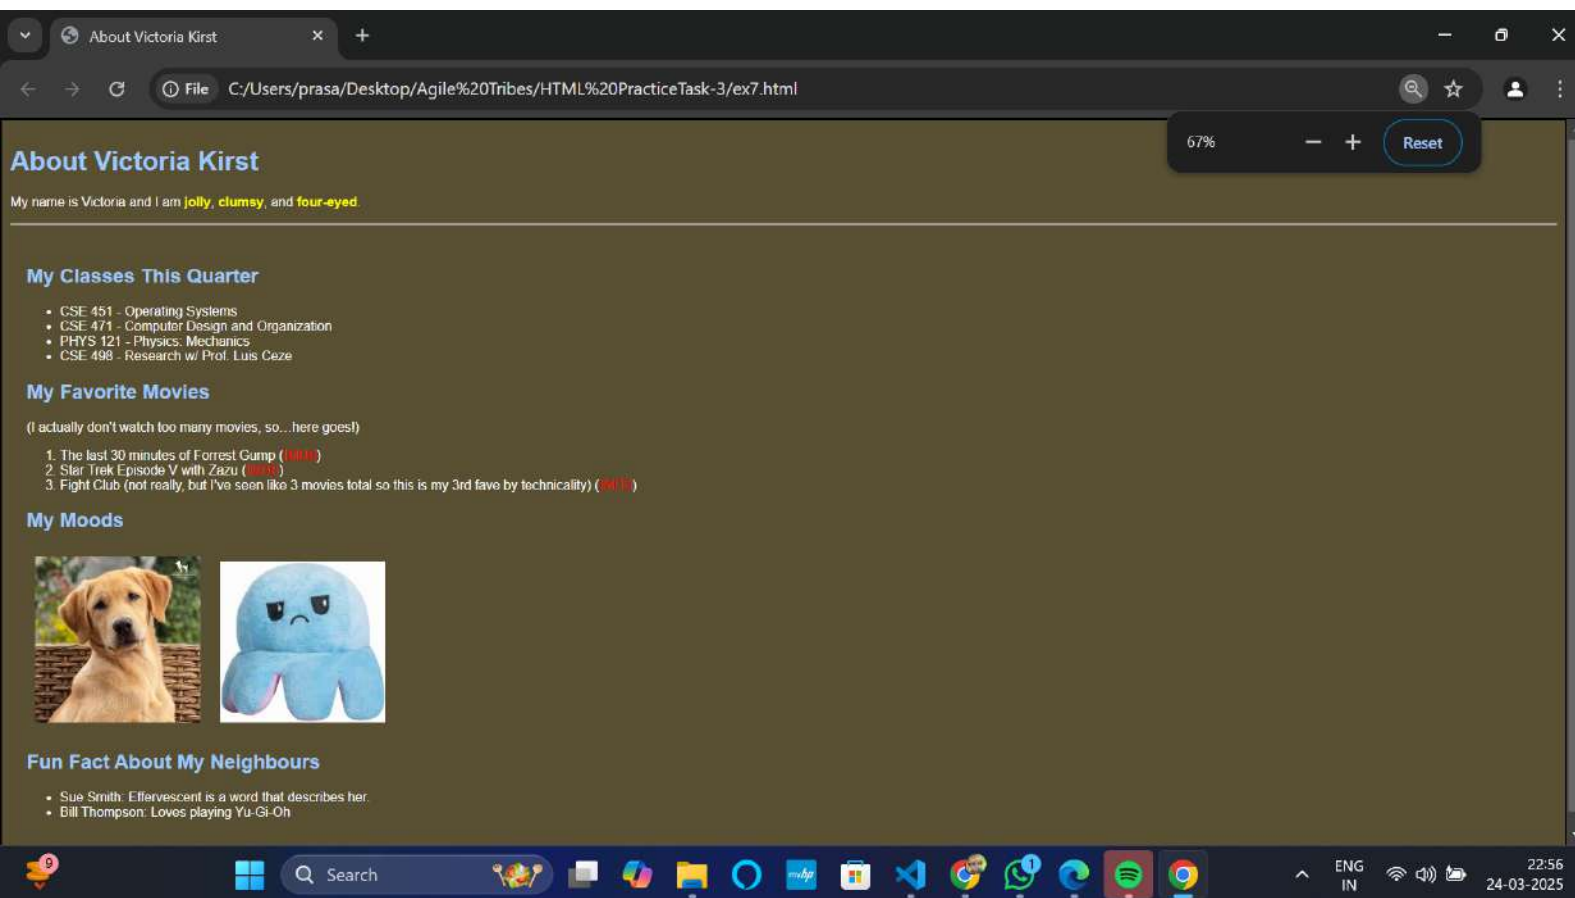 About Victoria Kirst
File C:/Users/prasa/Desktop/Agile%20Tribes/HTML%20PracticeTask-3/ex7.html
67% Reset
About Victoria Kirst
My name is Victoria and I am jolly, clumsy, and four-eyed.
My Classes This Quarter
CSE 451 - Operating Systems
CSE 471 - Computer Design and Organization
PHYS 121 - Physics: Mechanics
CSE 498 - Research w/ Prof. Luis Ceze
My Favorite Movies
(I actually don't watch too many movies, so...here goes!)
1. The last 30 minutes of Forrest Gump ( )
2. Star Trek Episode V with Zazu ( )
3. Fight Club (not really, but I've seen like 3 movies total so this is my 3rd fave by technicality) ( )
My Moods
Fun Fact About My Neighbours
Sue Smith: Effervescent is a word that describes her.
Bill Thompson: Loves playing Yu-Gi-Oh
9
Search
myhp
1
ENG
IN
22:56
24-03-2025